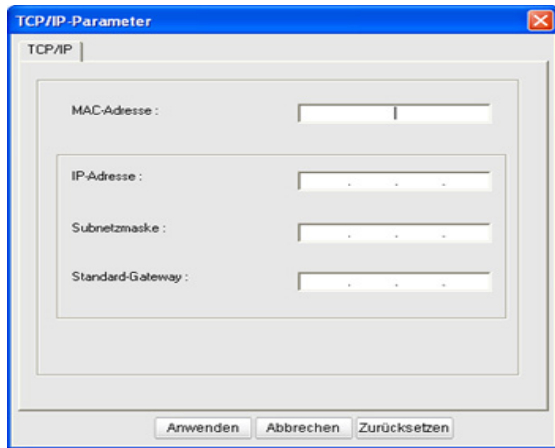 TCP/IP-Parameter
TCP/IP
MAC-Adresse :
IP-Adresse :
. . .
Subnetzmaske :
. . .
Standard-Gateway :
. . .
Anwenden Abbrechen Zurücksetzen